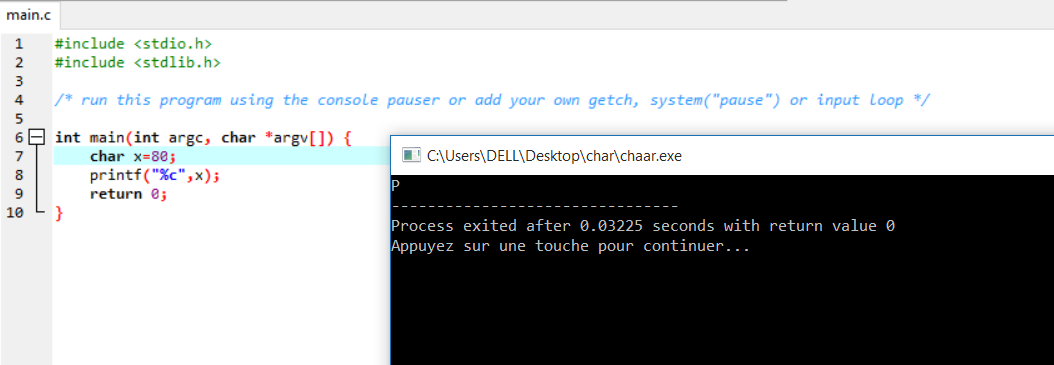 main.c
1 #include <stdio.h>
2 #include <stdlib.h>
3
4 /* run this program using the console pauser or add your own getch, system("pause") or input loop */
5
6 int main(int argc, char *argv[]) {
7 char x=80;
8 printf("%c",x);
9 return 0;
10 }
C:\Users\DELL\Desktop\char\chaar.exe
P
--------------------------------
Process exited after 0.03225 seconds with return value 0
Appuyez sur une touche pour continuer...